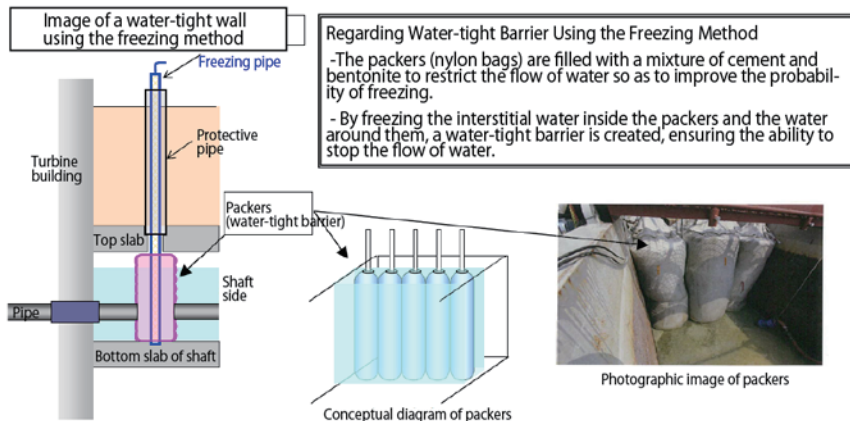 Image of a water-tight wall
using the freezing method
Freezing pipe
Protective
pipe
Turbine
building
Packers
(water-tight barrier)
Top slab
Shaft
side
Pipe
Bottom slab of shaft
Regarding Water-tight Barrier Using the Freezing Method
-The packers (nylon bags) are filled with a mixture of cement and
bentonite to restrict the flow of water so as to improve the probabil-
ity of freezing.
- By freezing the interstitial water inside the packers and the water
around them, a water-tight barrier is created, ensuring the ability to
stop the flow of water.
Conceptual diagram of packers
Photographic image of packers